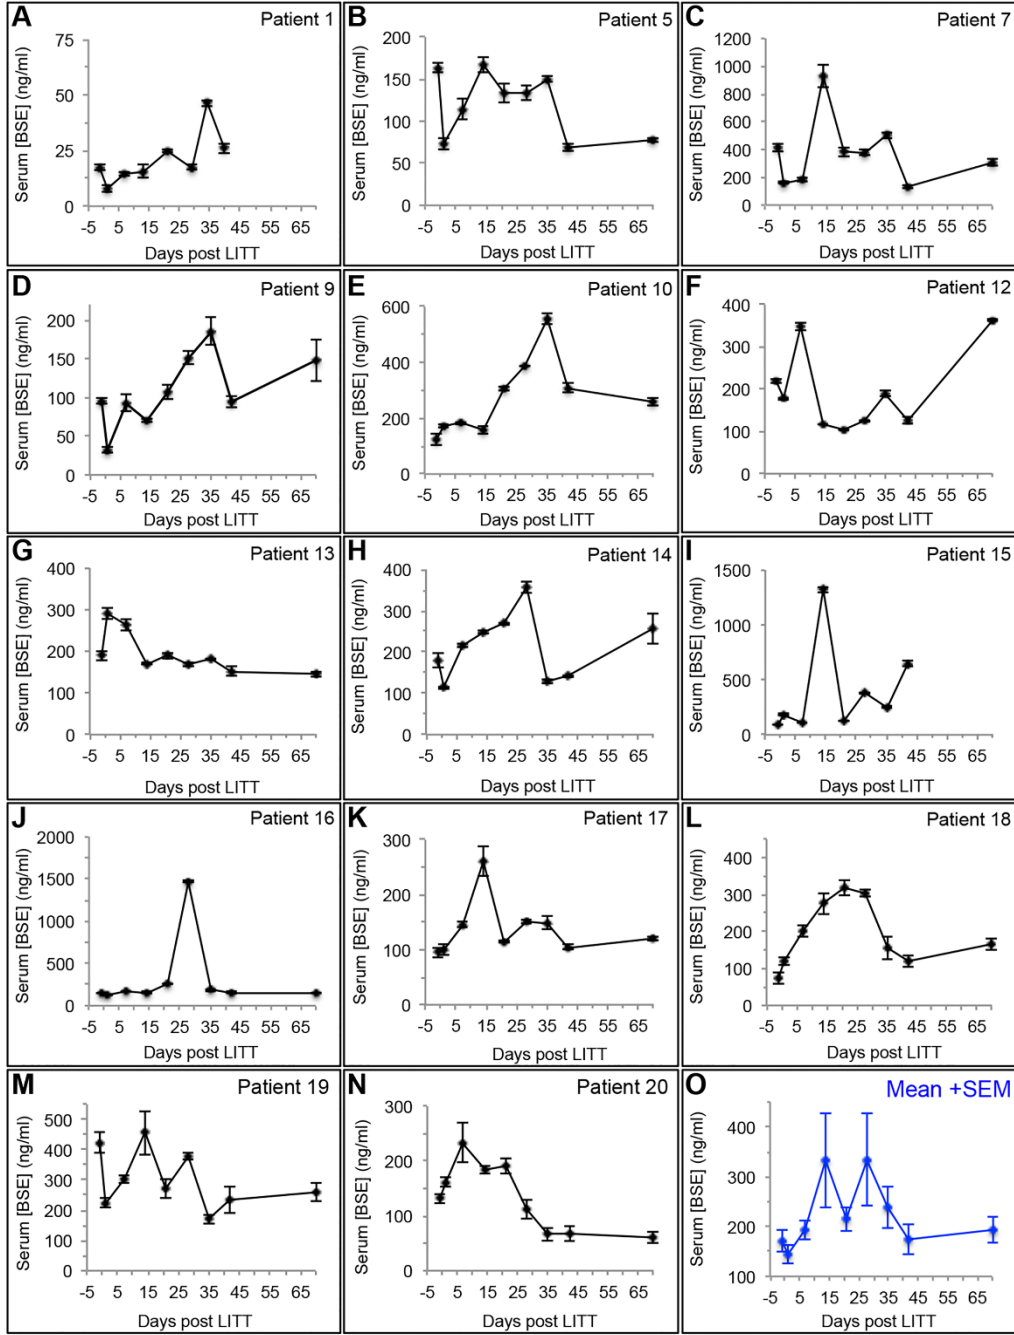 A Patient 1
Serum [BSE] (ng/ml)
75
50
25
0
-5 5 15 25 35 45 55 65
Days post LITT
B Patient 5
Serum [BSE] (ng/ml)
200
150
100
50
0
-5 5 15 25 35 45 55 65
Days post LITT
C Patient 7
Serum [BSE] (ng/ml)
1200
1000
800
600
400
200
0
-5 5 15 25 35 45 55 65
Days post LITT
D Patient 9
Serum [BSE] (ng/ml)
200
150
100
50
0
-5 5 15 25 35 45 55 65
Days post LITT
E Patient 10
Serum [BSE] (ng/ml)
600
400
200
0
-5 5 15 25 35 45 55 65
Days post LITT
F Patient 12
Serum [BSE] (ng/ml)
400
300
200
100
0
-5 5 15 25 35 45 55 65
Days post LITT
G Patient 13
Serum [BSE] (ng/ml)
400
300
200
100
0
-5 5 15 25 35 45 55 65
Days post LITT
H Patient 14
Serum [BSE] (ng/ml)
400
300
200
100
0
-5 5 15 25 35 45 55 65
Days post LITT
I Patient 15
Serum [BSE] (ng/ml)
1500
1000
500
0
-5 5 15 25 35 45 55 65
Days post LITT
J Patient 16
Serum [BSE] (ng/ml)
2000
1500
1000
500
0
-5 5 15 25 35 45 55 65
Days post LITT
K Patient 17
Serum [BSE] (ng/ml)
300
200
100
0
-5 5 15 25 35 45 55 65
Days post LITT
L Patient 18
Serum [BSE] (ng/ml)
400
300
200
100
0
-5 5 15 25 35 45 55 65
Days post LITT
M Patient 19
Serum [BSE] (ng/ml)
500
400
300
200
100
0
-5 5 15 25 35 45 55 65
Days post LITT
N Patient 20
Serum [BSE] (ng/ml)
300
200
100
0
-5 5 15 25 35 45 55 65
Days post LITT
O Mean +SEM
Serum [BSE] (ng/ml)
400
300
200
100
-5 5 15 25 35 45 55 65
Days post LITT